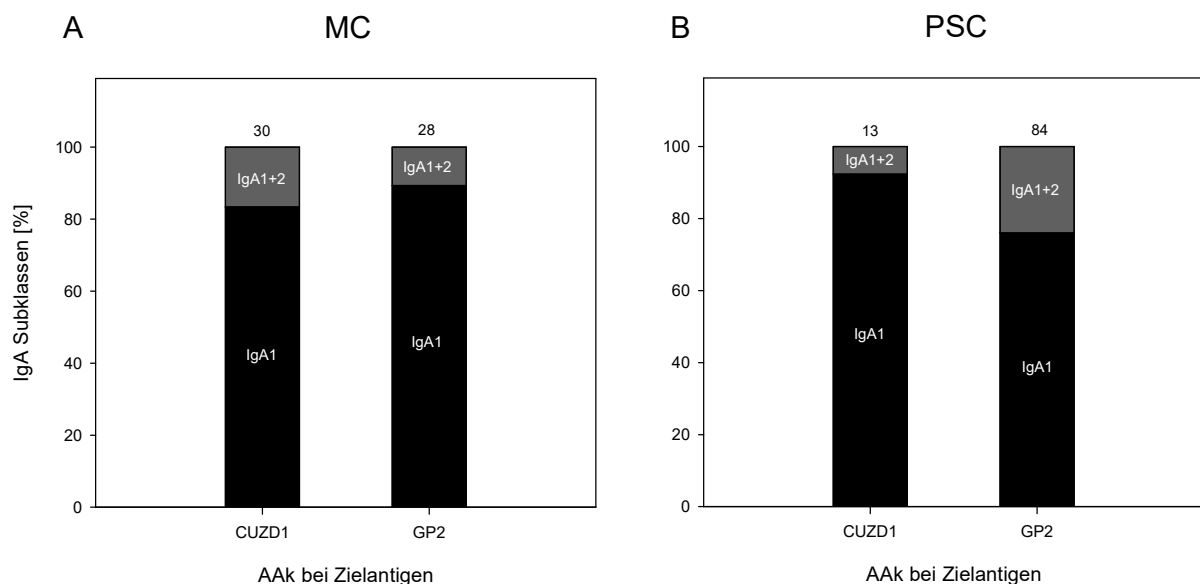 A
MC
IgA Subklassen [%]
100
80
60
40
20
0
30
28
IgA1+2
IgA1+2
IgA1
IgA1
CUZD1
GP2
AAk bei Zielantigen
B
PSC
100
80
60
40
20
0
13
84
IgA1+2
IgA1+2
IgA1
IgA1
CUZD1
GP2
AAk bei Zielantigen